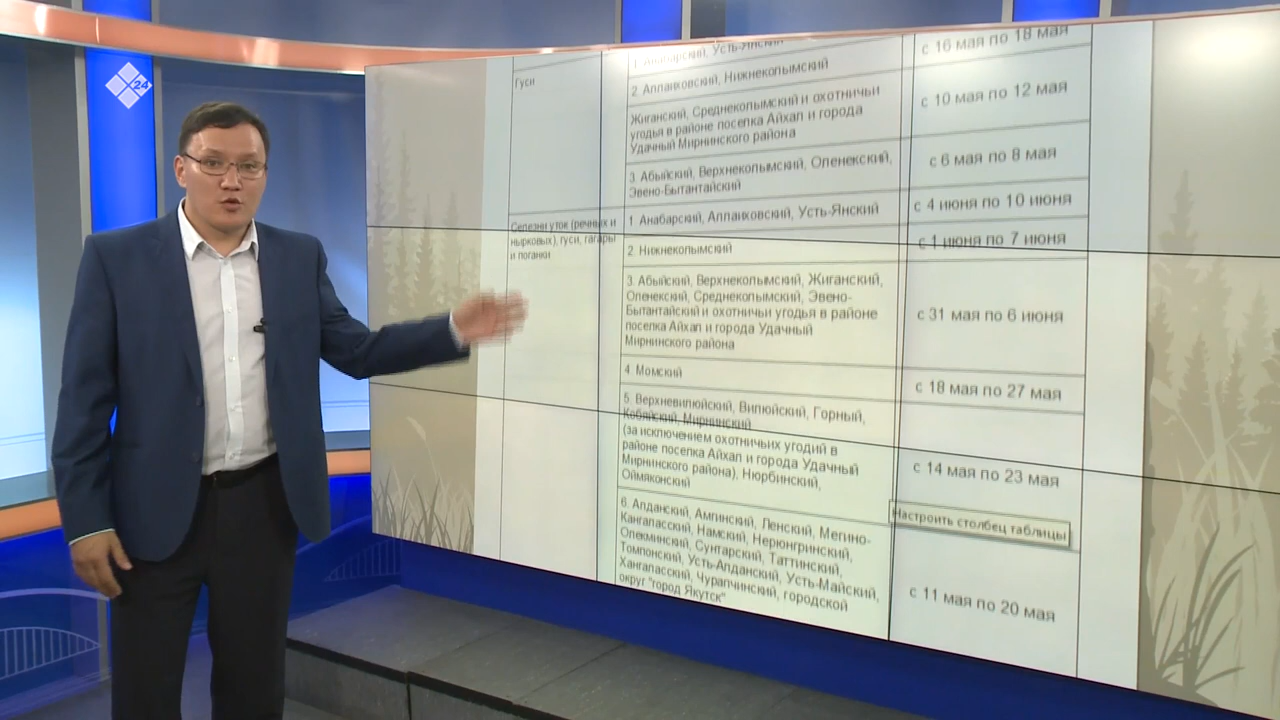 24
Гуси
1. Анабарский, Усть-Янский
с 16 мая по 18 мая
2. Аллаиховский, Нижнеколымский
Жиганский, Среднеколымский и охотничьи
угодья в районе поселка Айхал и города
Удачный Мирнинского района
с 10 мая по 12 мая
3. Абыйский, Верхнеколымский, Оленекский,
Эвено-Бытантайский
с 6 мая по 8 мая
Селезни уток (речных и
нырковых), гуси, гагары
и поганки
1. Анабарский, Аллаиховский, Усть-Янский
с 4 июня по 10 июня
2. Нижнеколымский
с 1 июня по 7 июня
3. Абыйский, Верхнеколымский, Жиганский,
Оленекский, Среднеколымский, Эвено-
Бытантайский и охотничьи угодья в районе
поселка Айхал и города Удачный
Мирнинского района
с 31 мая по 6 июня
4. Момский
с 18 мая по 27 мая
5. Верхневилюйский, Вилюйский, Горный,
Кобяйский, Мирнинский
(за исключением охотничьих угодий в
районе поселка Айхал и города Удачный
Мирнинского района), Нюрбинский,
Оймяконский
с 14 мая по 23 мая
Настроить столбец таблицы
6. Алданский, Амгинский, Ленский, Мегино-
Кангаласский, Намский, Нерюнгринский,
Олекминский, Сунтарский, Таттинский,
Томпонский, Усть-Алданский, Усть-Майский,
Хангаласский, Чурапчинский, городской
округ "город Якутск"
с 11 мая по 20 мая